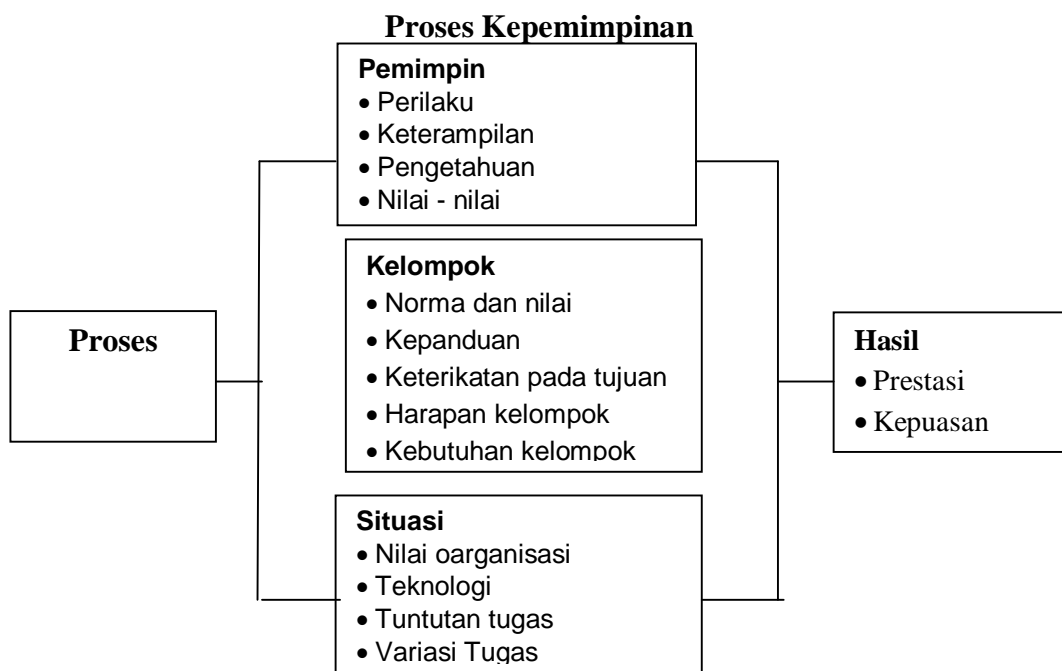 Proses Kepemimpinan
Pemimpin
• Perilaku
• Keterampilan
• Pengetahuan
• Nilai - nilai
Kelompok
• Norma dan nilai
• Kepanduan
• Keterikatan pada tujuan
• Harapan kelompok
• Kebutuhan kelompok
Proses
Hasil
• Prestasi
• Kepuasan
Situasi
• Nilai oarganisasi
• Teknologi
• Tuntutan tugas
• Variasi Tugas